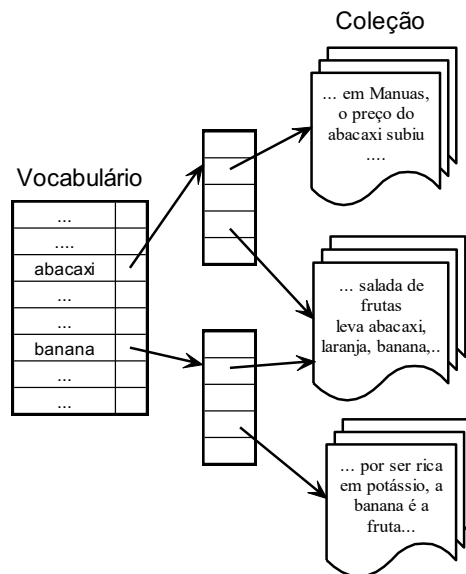 Coleção
... em Manuas,
o preço do
abacaxi subiu
....
Vocabulário
...
....
abacaxi
...
...
banana
...
...
... salada de
frutas
leva abacaxi,
laranja, banana,..
... por ser rica
em potássio, a
banana é a
fruta...